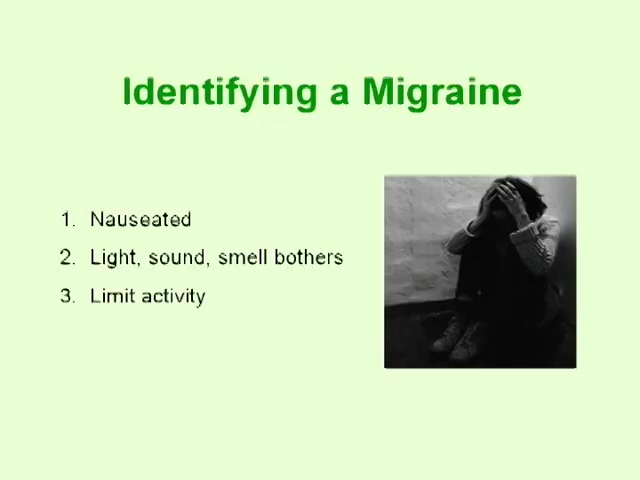 Identifying a Migraine
1. Nauseated
2. Light, sound, smell bothers
3. Limit activity